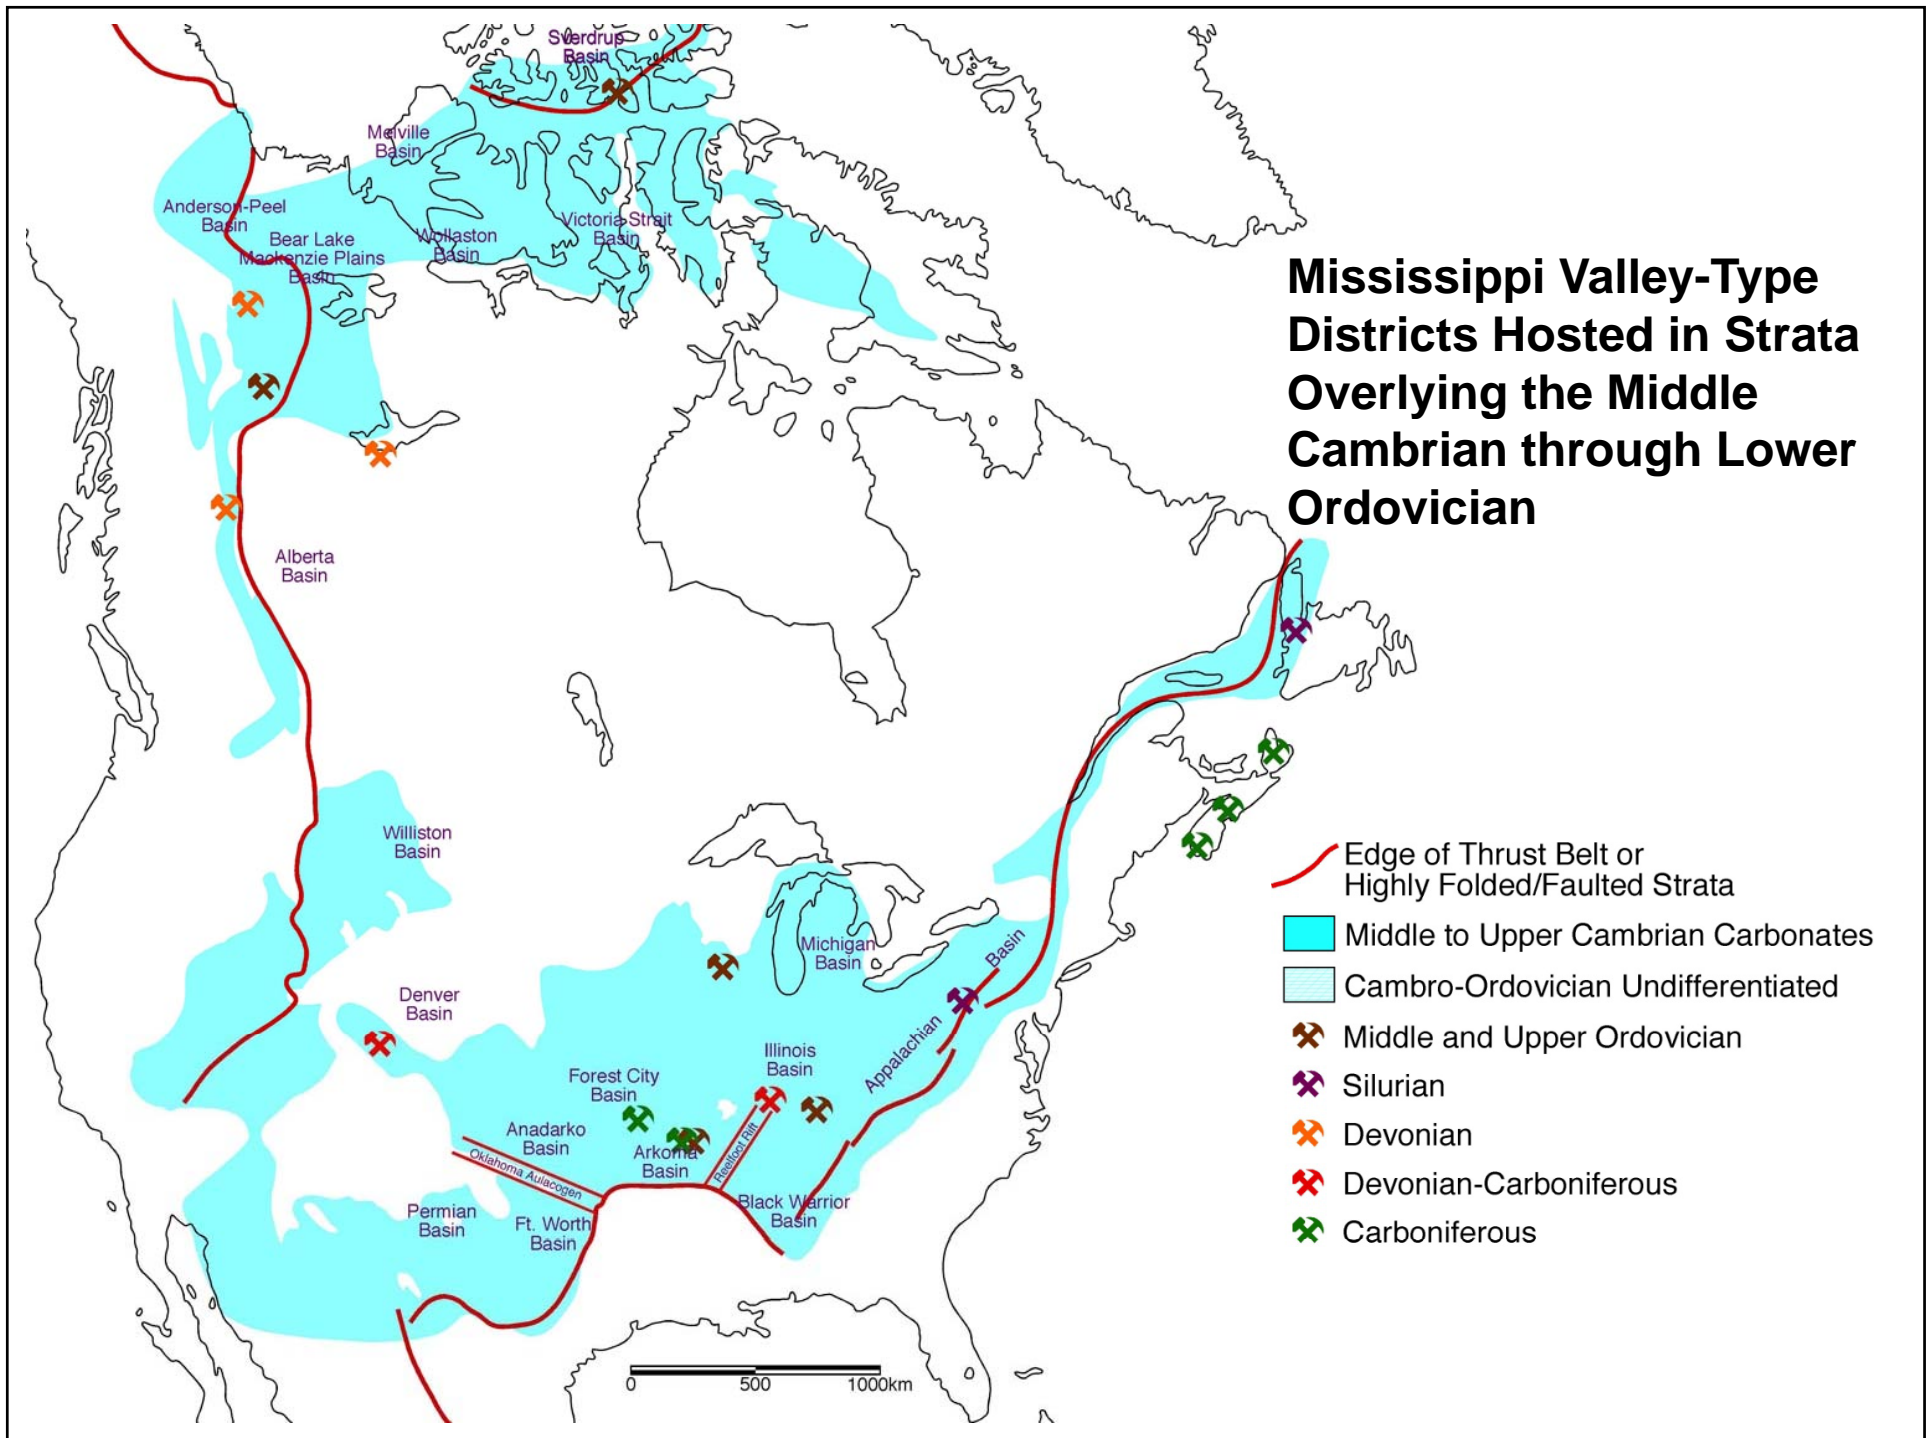 Sverdrup
Basin
Melville
Basin
Anderson-Peel
Basin
Bear Lake
Mackenzie Plains
Basin
Wollaston
Basin
Victoria Strait
Basin
Mississippi Valley-Type
Districts Hosted in Strata
Overlying the Middle
Cambrian through Lower
Ordovician
Alberta
Basin
Williston
Basin
Denver
Basin
Michigan
Basin
Appalachian Basin
Illinois
Basin
Forest City
Basin
Anadarko
Basin
Oklahoma Aulacogen
Arkoma
Basin
Reelfoot Rift
Black Warrior
Basin
Permian
Basin
Ft. Worth
Basin
Edge of Thrust Belt or
Highly Folded/Faulted Strata
Middle to Upper Cambrian Carbonates
Cambro-Ordovician Undifferentiated
Middle and Upper Ordovician
Silurian
Devonian
Devonian-Carboniferous
Carboniferous
0 500 1000km